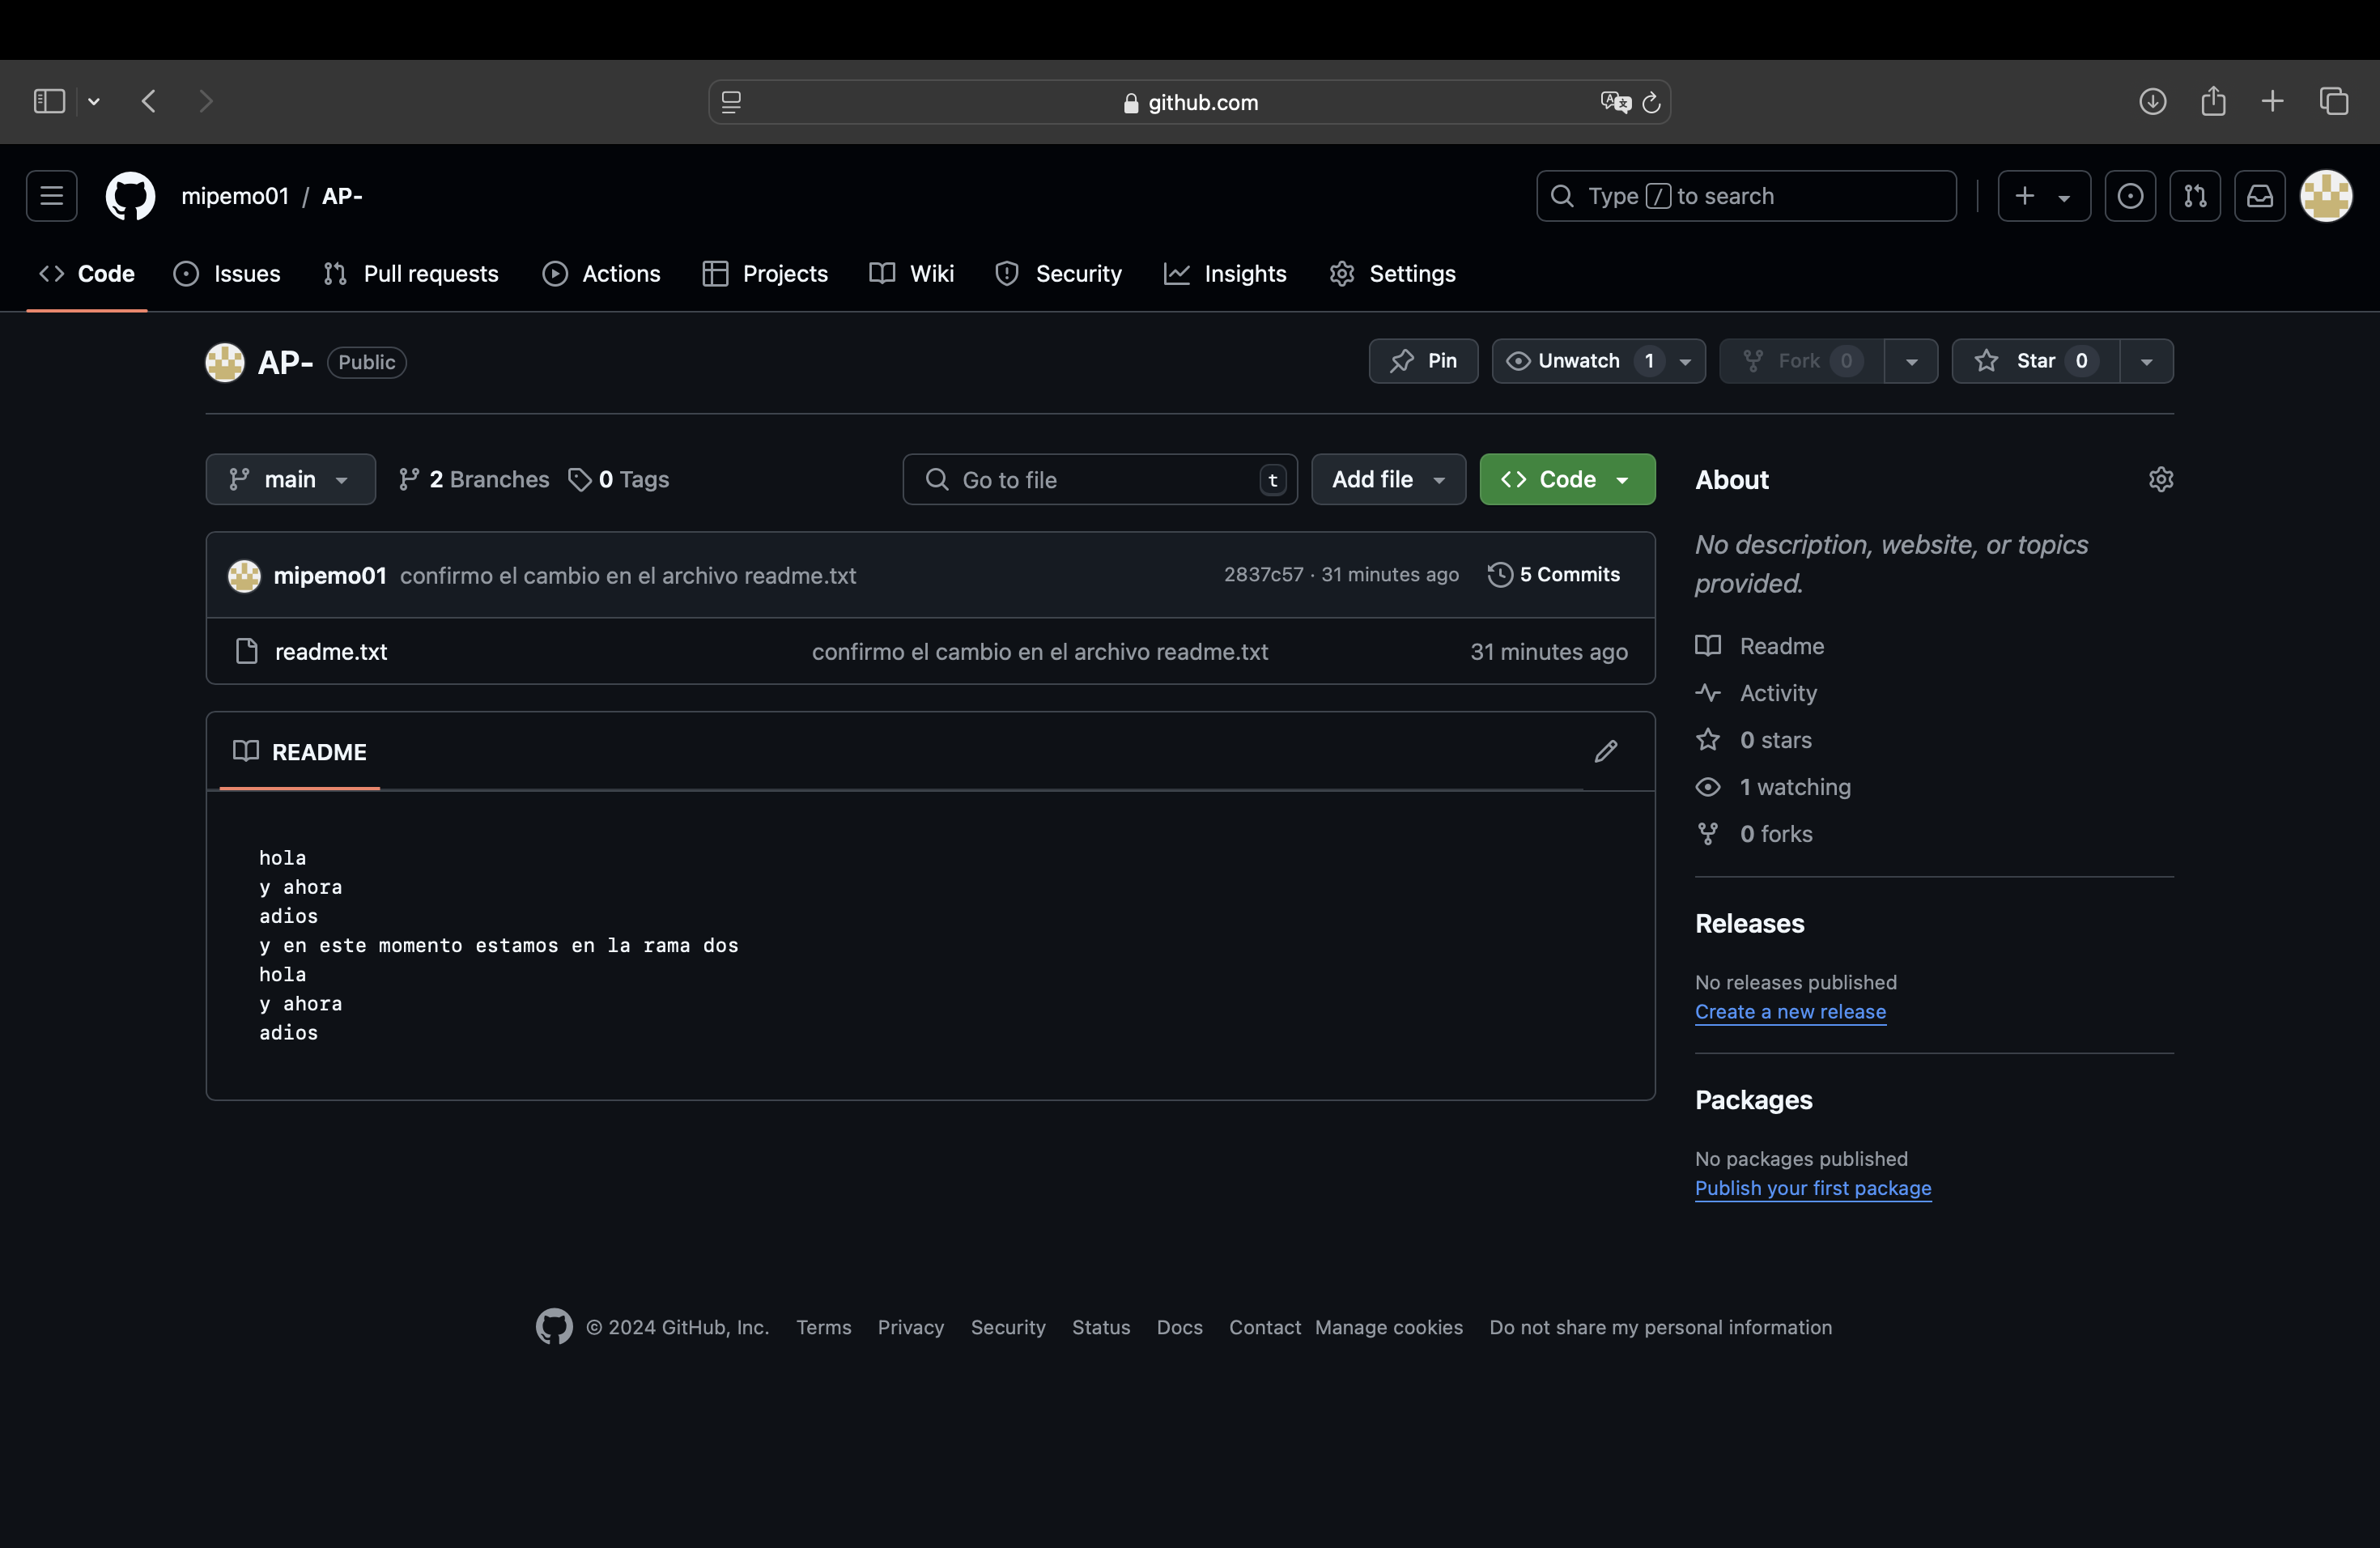 github.com
mipemo01 / AP-
Type / to search
Code
Issues
Pull requests
Actions
Projects
Wiki
Security
Insights
Settings
AP- Public
Pin
Unwatch 1
Fork 0
Star 0
main
2 Branches
0 Tags
Go to file t
Add file
Code
mipemo01 confirmo el cambio en el archivo readme.txt 2837c57 · 31 minutes ago 5 Commits
readme.txt confirmo el cambio en el archivo readme.txt 31 minutes ago
README
hola
y ahora
adios
y en este momento estamos en la rama dos
hola
y ahora
adios
About
No description, website, or topics
provided.
Readme
Activity
0 stars
1 watching
0 forks
Releases
No releases published
Create a new release
Packages
No packages published
Publish your first package
© 2024 GitHub, Inc. Terms Privacy Security Status Docs Contact Manage cookies Do not share my personal information